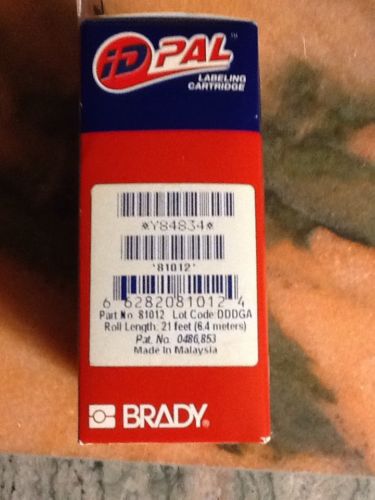 iD PAL™
LABELING
CARTRIDGE
*Y84834*
*81012*
6 62820 81012 4
Part No. 81012 Lot Code DDDGA
Roll Length. 21 feet (6.4 meters)
Pat. No. 0486,853
Made in Malaysia
BRADY®